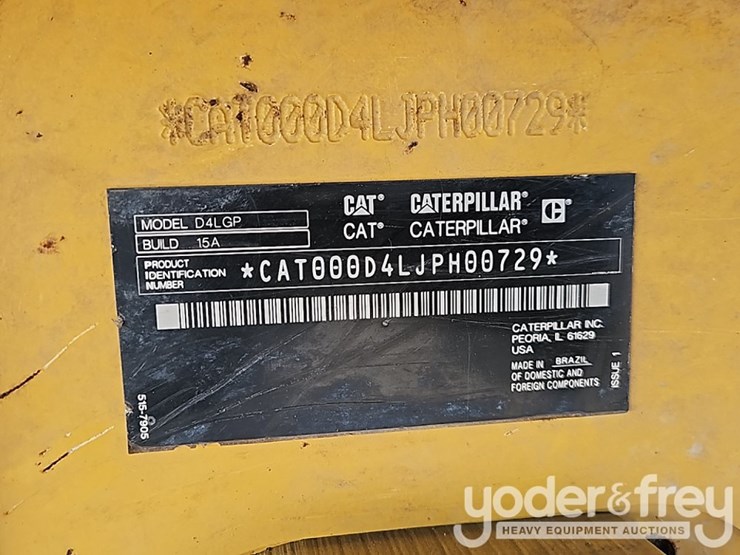 *CAT000D4LJPH00729*
CAT® CATERPILLAR®
CAT® CATERPILLAR®
MODEL D4LGP
BUILD 15A
PRODUCT
IDENTIFICATION
NUMBER
*CAT000D4LJPH00729*
CATERPILLAR INC.
PEORIA, IL 61629
USA
MADE IN BRAZIL
OF DOMESTIC AND
FOREIGN COMPONENTS
ISSUE 1
515-7905
yoder&frey
HEAVY EQUIPMENT AUCTIONS